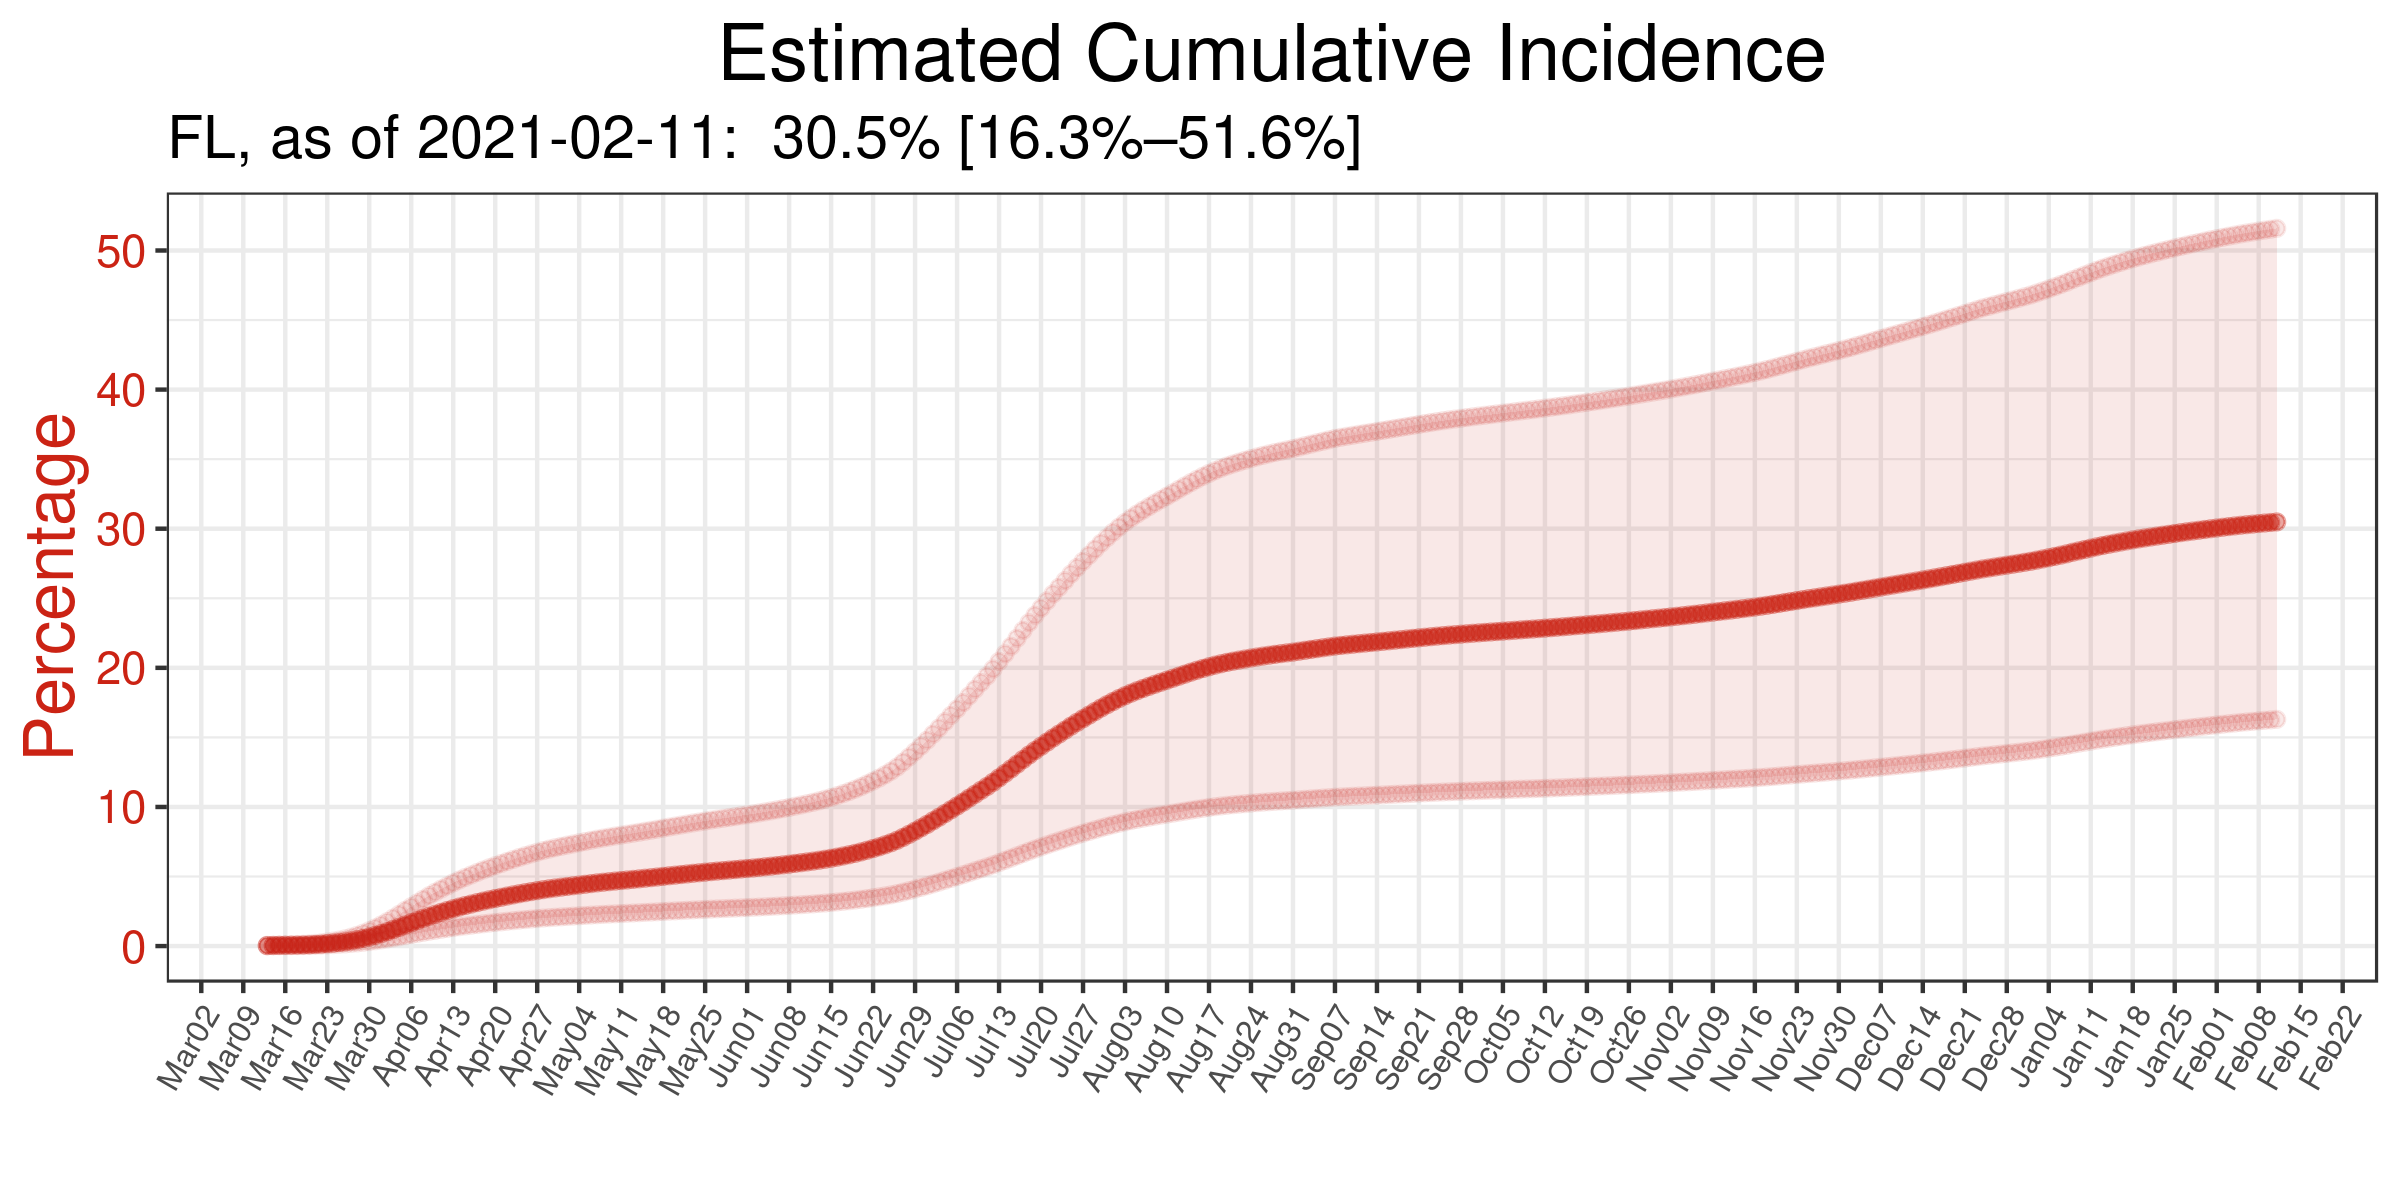 Estimated Cumulative Incidence
FL, as of 2021-02-11:  30.5% [16.3%–51.6%]
Percentage
50
40
30
20
10
0
Mar02
Mar09
Mar16
Mar23
Mar30
Apr06
Apr13
Apr20
Apr27
May04
May11
May18
May25
Jun01
Jun08
Jun15
Jun22
Jun29
Jul06
Jul13
Jul20
Jul27
Aug03
Aug10
Aug17
Aug24
Aug31
Sep07
Sep14
Sep21
Sep28
Oct05
Oct12
Oct19
Oct26
Nov02
Nov09
Nov16
Nov23
Nov30
Dec07
Dec14
Dec21
Dec28
Jan04
Jan11
Jan18
Jan25
Feb01
Feb08
Feb15
Feb22